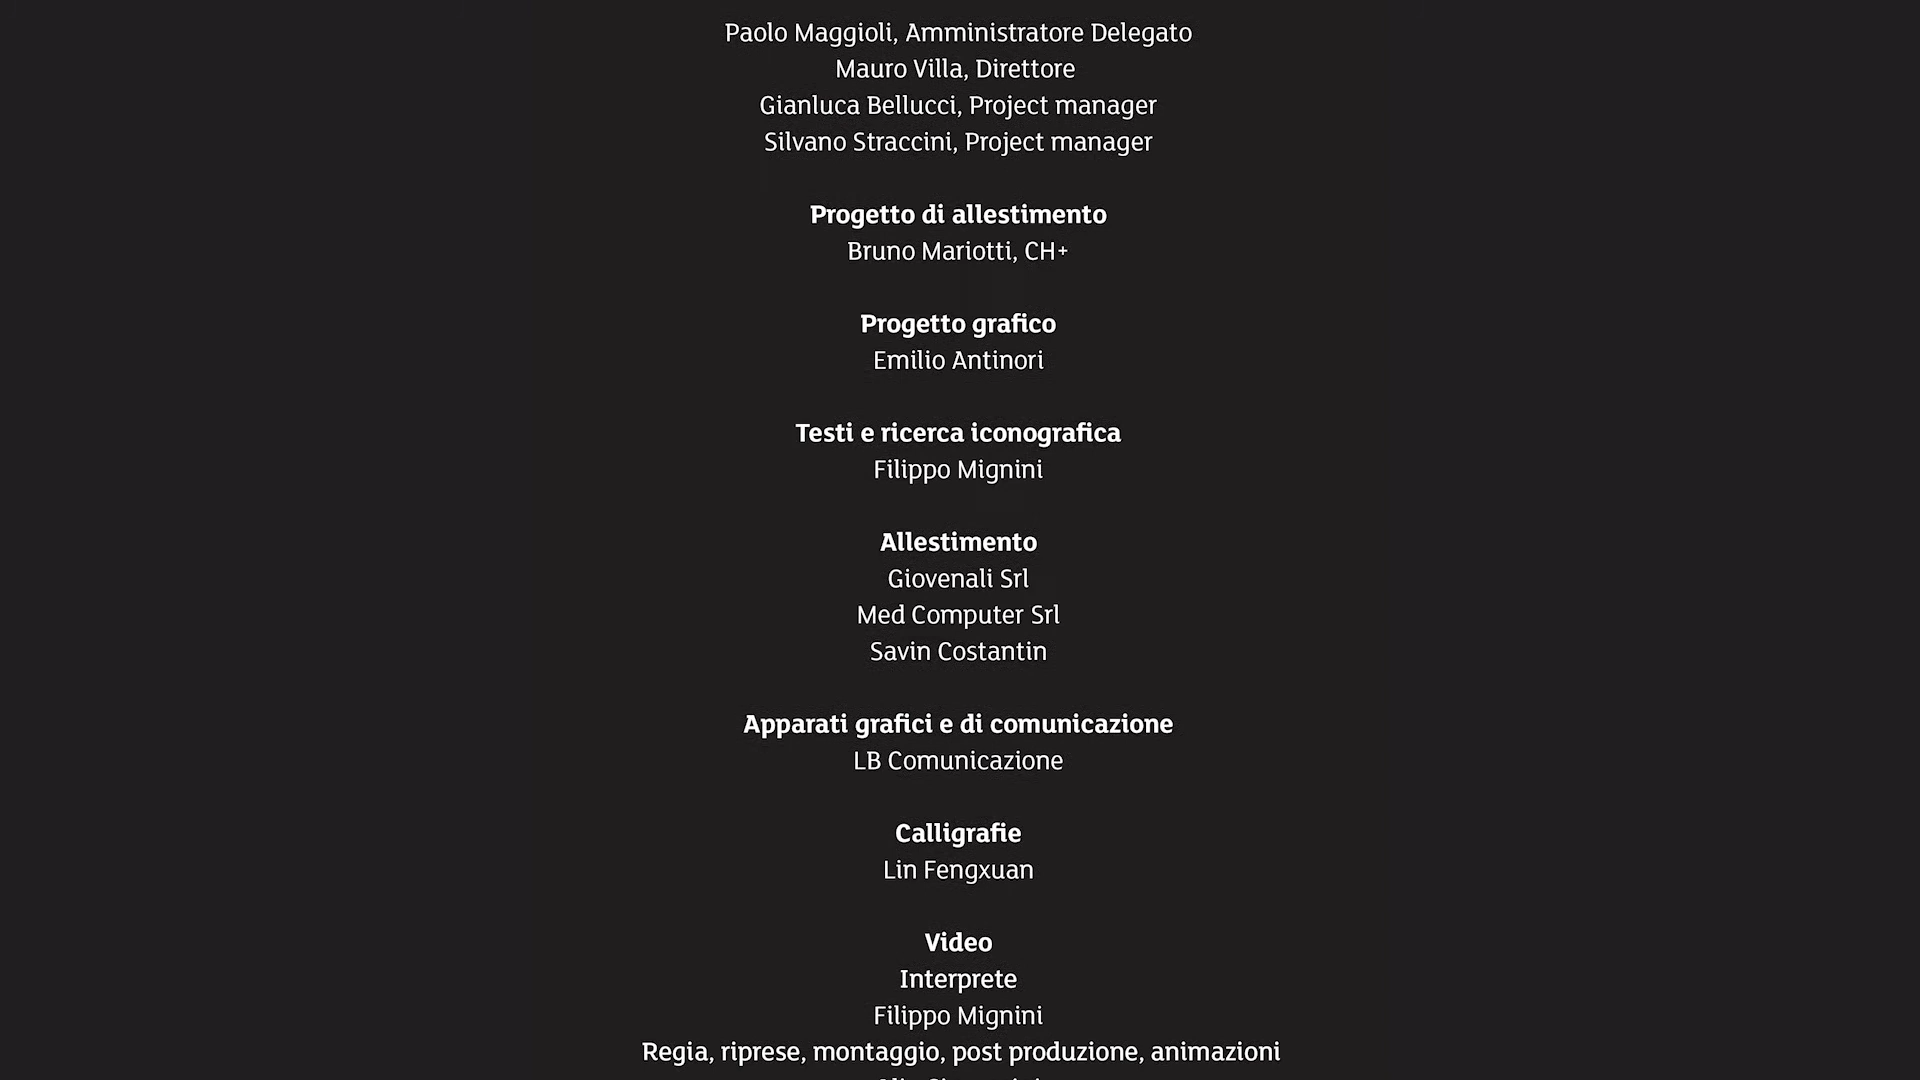 Paolo Maggioli, Amministratore Delegato
Mauro Villa, Direttore
Gianluca Bellucci, Project manager
Silvano Straccini, Project manager
Progetto di allestimento
Bruno Mariotti, CH+
Progetto grafico
Emilio Antinori
Testi e ricerca iconografica
Filippo Mignini
Allestimento
Giovenali Srl
Med Computer Srl
Savin Costantin
Apparati grafici e di comunicazione
LB Comunicazione
Calligrafie
Lin Fengxuan
Video
Interprete
Filippo Mignini
Regia, riprese, montaggio, post produzione, animazioni